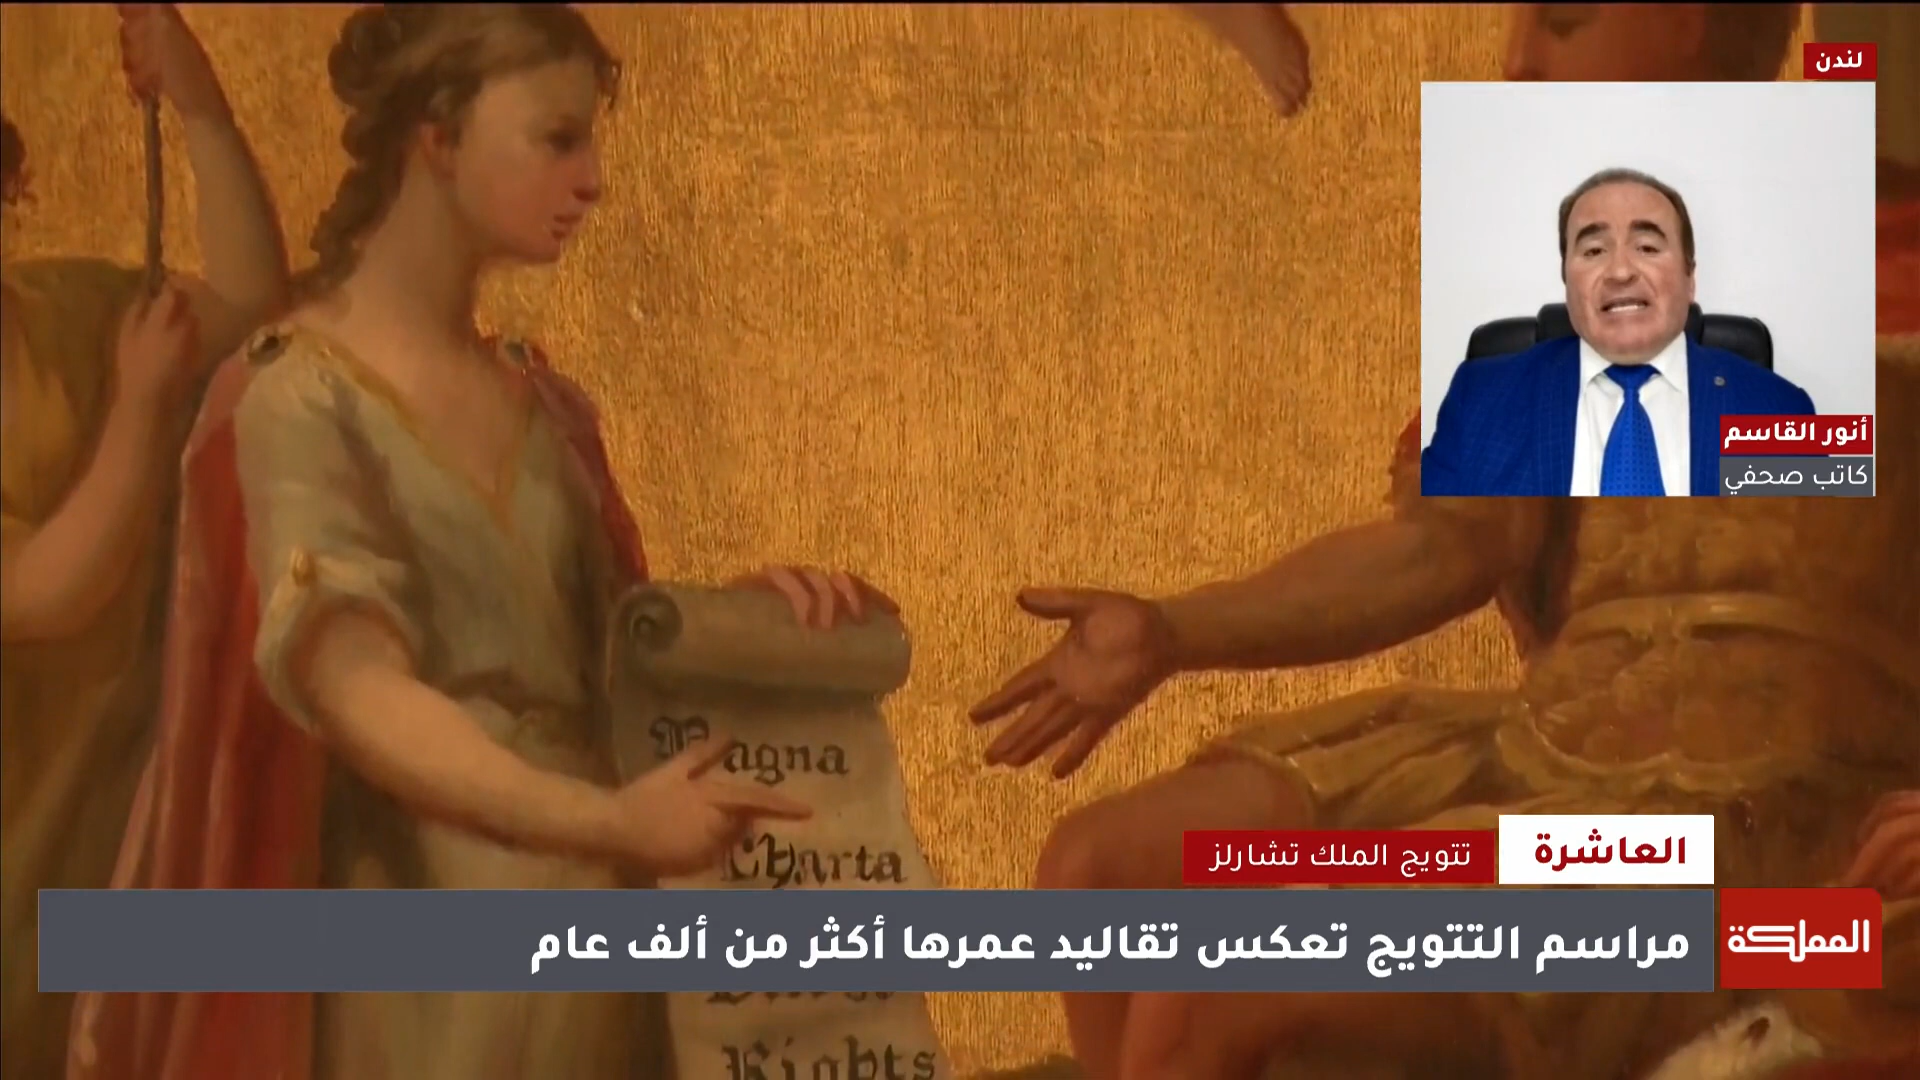 لندن
أنور القاسم
كاتب صحفي
Magna
Charta
Rights
العاشرة
تتويج الملك تشارلز
مراسم التتويج تعكس تقاليد عمرها أكثر من ألف عام
المملكة